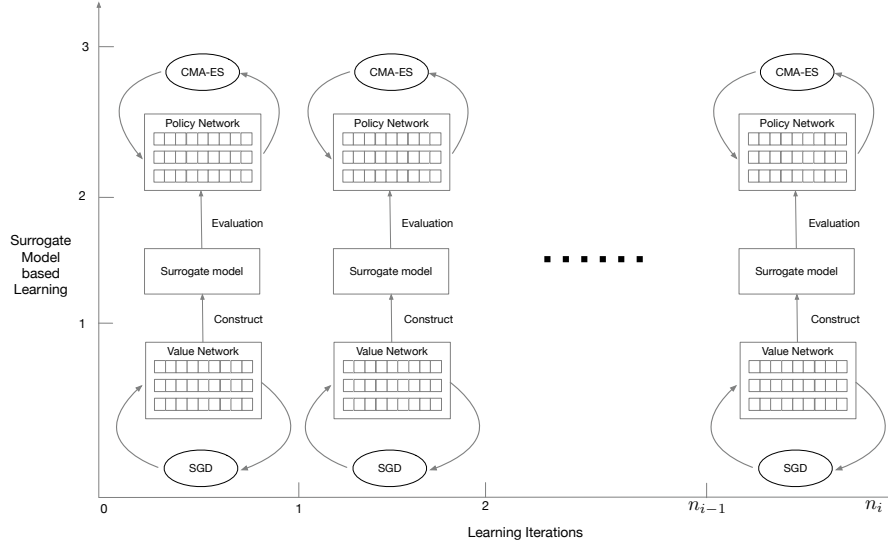 3
CMA-ES
CMA-ES
CMA-ES
Policy Network
Policy Network
Policy Network
2
Evaluation
Evaluation
Evaluation
Surrogate
Model
based
Learning
Surrogate model
Surrogate model
Surrogate model
1
Construct
Construct
Construct
Value Network
Value Network
Value Network
SGD
SGD
SGD
0
1
2
n_{i-1}
n_i
Learning Iterations